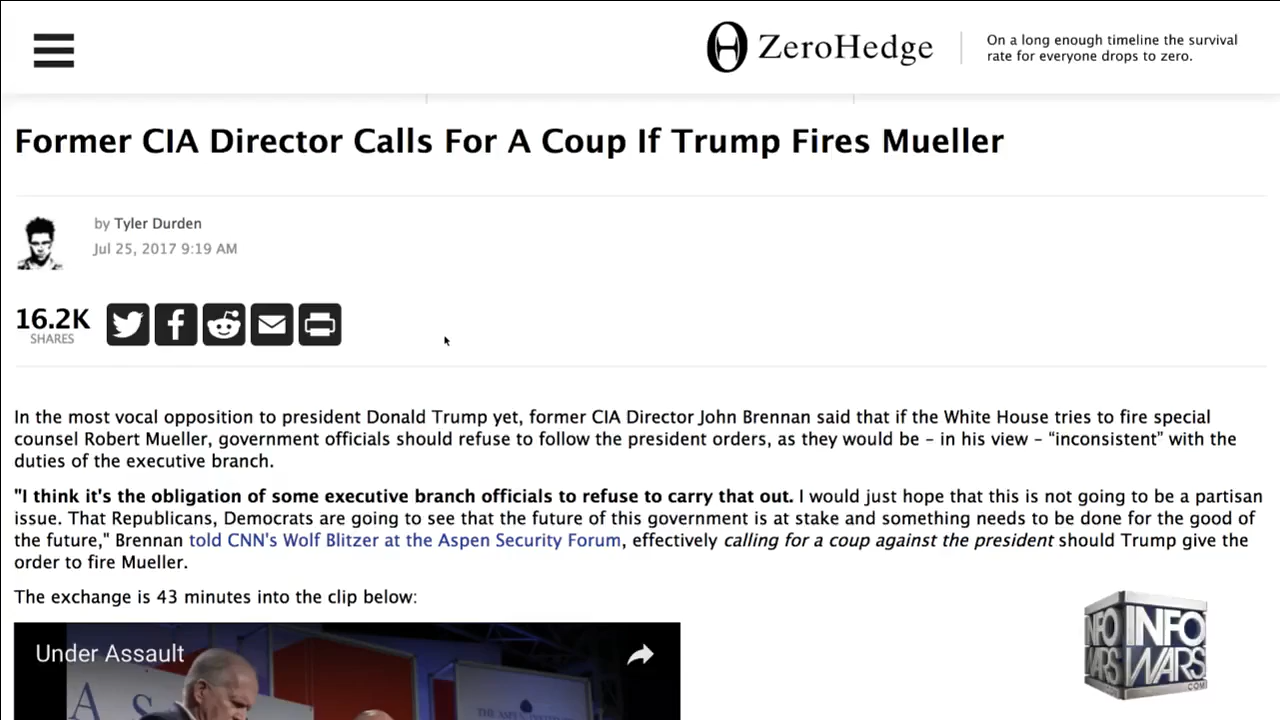 ZeroHedge
On a long enough timeline the survival
rate for everyone drops to zero.
Former CIA Director Calls For A Coup If Trump Fires Mueller
by Tyler Durden
Jul 25, 2017 9:19 AM
16.2K
SHARES
In the most vocal opposition to president Donald Trump yet, former CIA Director John Brennan said that if the White House tries to fire special
counsel Robert Mueller, government officials should refuse to follow the president orders, as they would be – in his view – “inconsistent” with the
duties of the executive branch.
"I think it's the obligation of some executive branch officials to refuse to carry that out. I would just hope that this is not going to be a partisan
issue. That Republicans, Democrats are going to see that the future of this government is at stake and something needs to be done for the good of
the future," Brennan told CNN's Wolf Blitzer at the Aspen Security Forum, effectively calling for a coup against the president should Trump give the
order to fire Mueller.
The exchange is 43 minutes into the clip below:
Under Assault
A S
THE ASPEN INSTITUTE
INFO
WARS
INFO
WARS
.COM